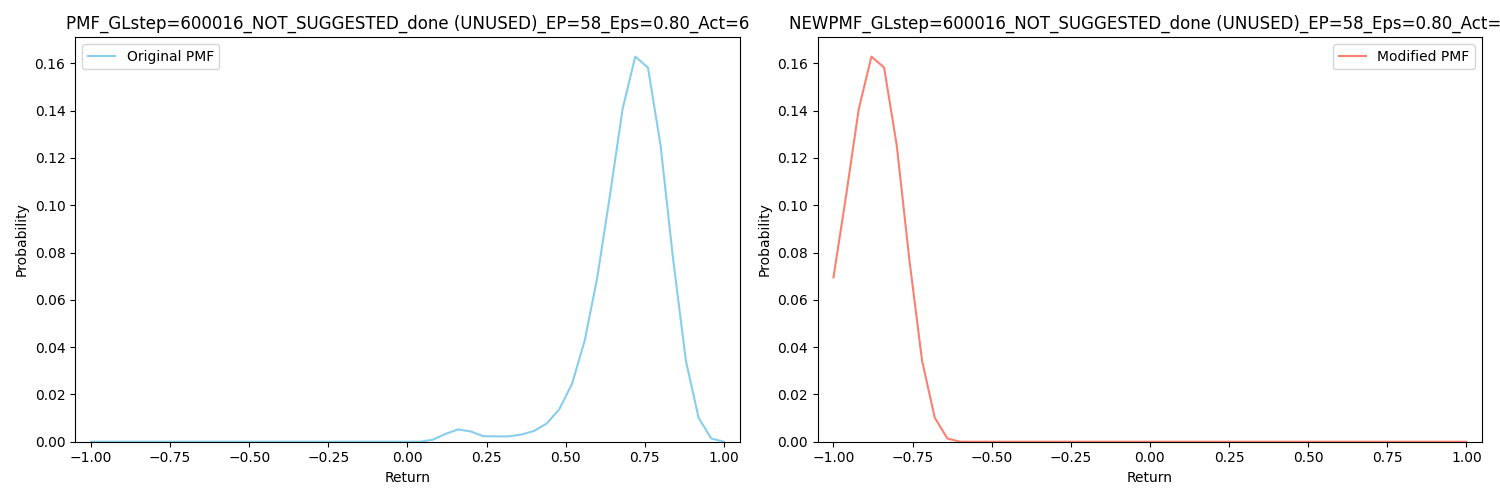 PMF_GLstep=600016_NOT_SUGGESTED_done (UNUSED)_EP=58_Eps=0.80_Act=6
Original PMF
0.16
0.14
0.12
0.10
0.08
0.06
0.04
0.02
0.00
Probability
−1.00 −0.75 −0.50 −0.25 0.00 0.25 0.50 0.75 1.00
Return
NEWPMF_GLstep=600016_NOT_SUGGESTED_done (UNUSED)_EP=58_Eps=0.80_Act=
Modified PMF
0.16
0.14
0.12
0.10
0.08
0.06
0.04
0.02
0.00
Probability
−1.00 −0.75 −0.50 −0.25 0.00 0.25 0.50 0.75 1.00
Return